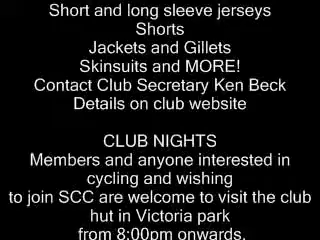 Short and long sleeve jerseys
Shorts
Jackets and Gillets
Skinsuits and MORE!
Contact Club Secretary Ken Beck
Details on club website
CLUB NIGHTS
Members and anyone interested in
cycling and wishing
to join SCC are welcome to visit the club
hut in Victoria park
from 8:00pm onwards.